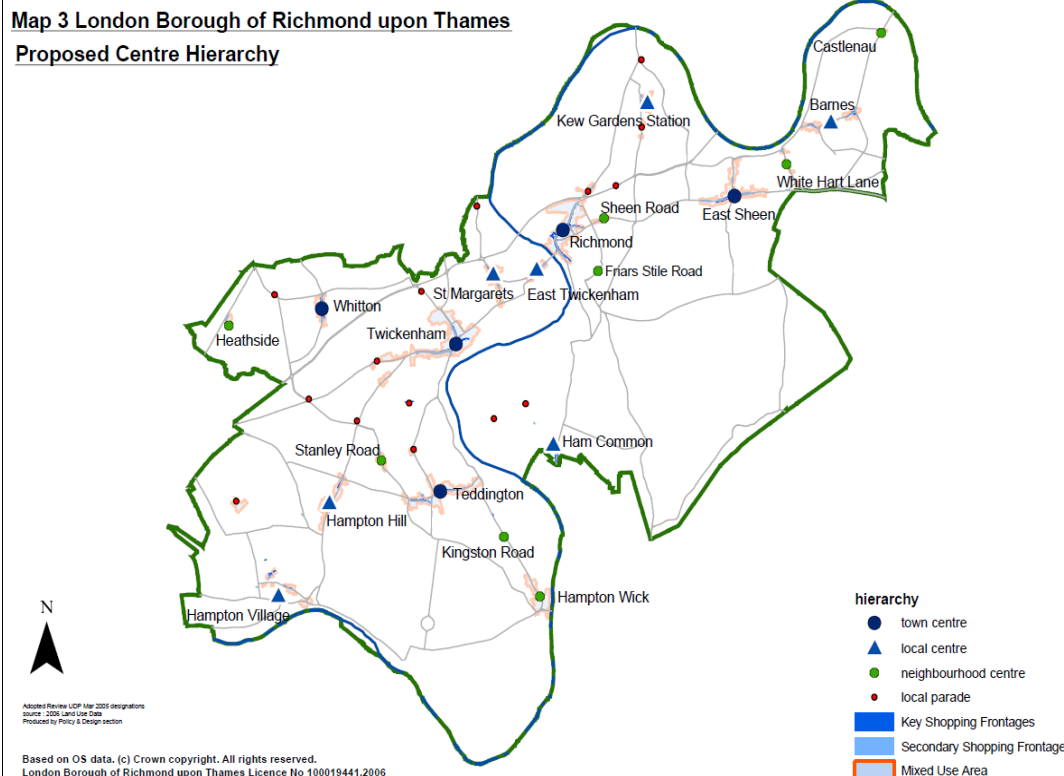 Map 3 London Borough of Richmond upon Thames
Proposed Centre Hierarchy
Castlenau
Barnes
Kew Gardens Station
White Hart Lane
East Sheen
Sheen Road
Richmond
Friars Stile Road
St Margarets
East Twickenham
Whitton
Twickenham
Heathside
Ham Common
Stanley Road
Teddington
Hampton Hill
Kingston Road
Hampton Wick
Hampton Village
N
hierarchy
town centre
local centre
neighbourhood centre
local parade
Key Shopping Frontages
Secondary Shopping Frontage
Mixed Use Area
Adopted Review UDP Mar 2005 designations
source : 2006 Land Use Data
Produced by Policy & Design section
Based on OS data. (c) Crown copyright. All rights reserved.
London Borough of Richmond upon Thames Licence No 100019441.2006